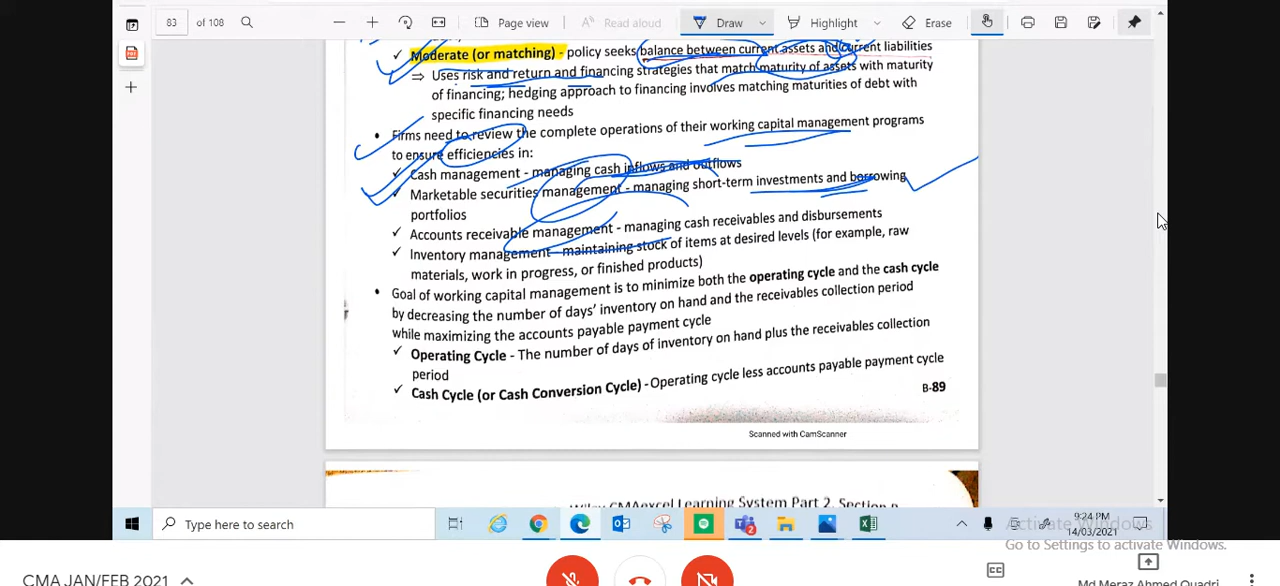 83 of 108 Page view Read aloud Draw Highlight Erase
✓ Moderate (or matching) - policy seeks balance between current assets and current liabilities
⇒ Uses risk and return and financing strategies that match maturity of assets with maturity
of financing; hedging approach to financing involves matching maturities of debt with
specific financing needs
• Firms need to review the complete operations of their working capital management programs
to ensure efficiencies in:
✓ Cash management - managing cash inflows and outflows
✓ Marketable securities management - managing short-term investments and borrowing
portfolios
✓ Accounts receivable management - managing cash receivables and disbursements
✓ Inventory management - maintaining stock of items at desired levels (for example, raw
materials, work in progress, or finished products)
• Goal of working capital management is to minimize both the operating cycle and the cash cycle
by decreasing the number of days' inventory on hand and the receivables collection period
while maximizing the accounts payable payment cycle
✓ Operating Cycle - The number of days of inventory on hand plus the receivables collection
period
✓ Cash Cycle (or Cash Conversion Cycle) - Operating cycle less accounts payable payment cycle
B-89
Scanned with CamScanner
Wiley CMAexcel Learning System Part 2, Section
Type here to search
9:24 PM
14/03/2021
Activate Windows
Go to Settings to activate Windows.
CMA JAN/FEB 2021
Md Meraz Ahmed Quadri